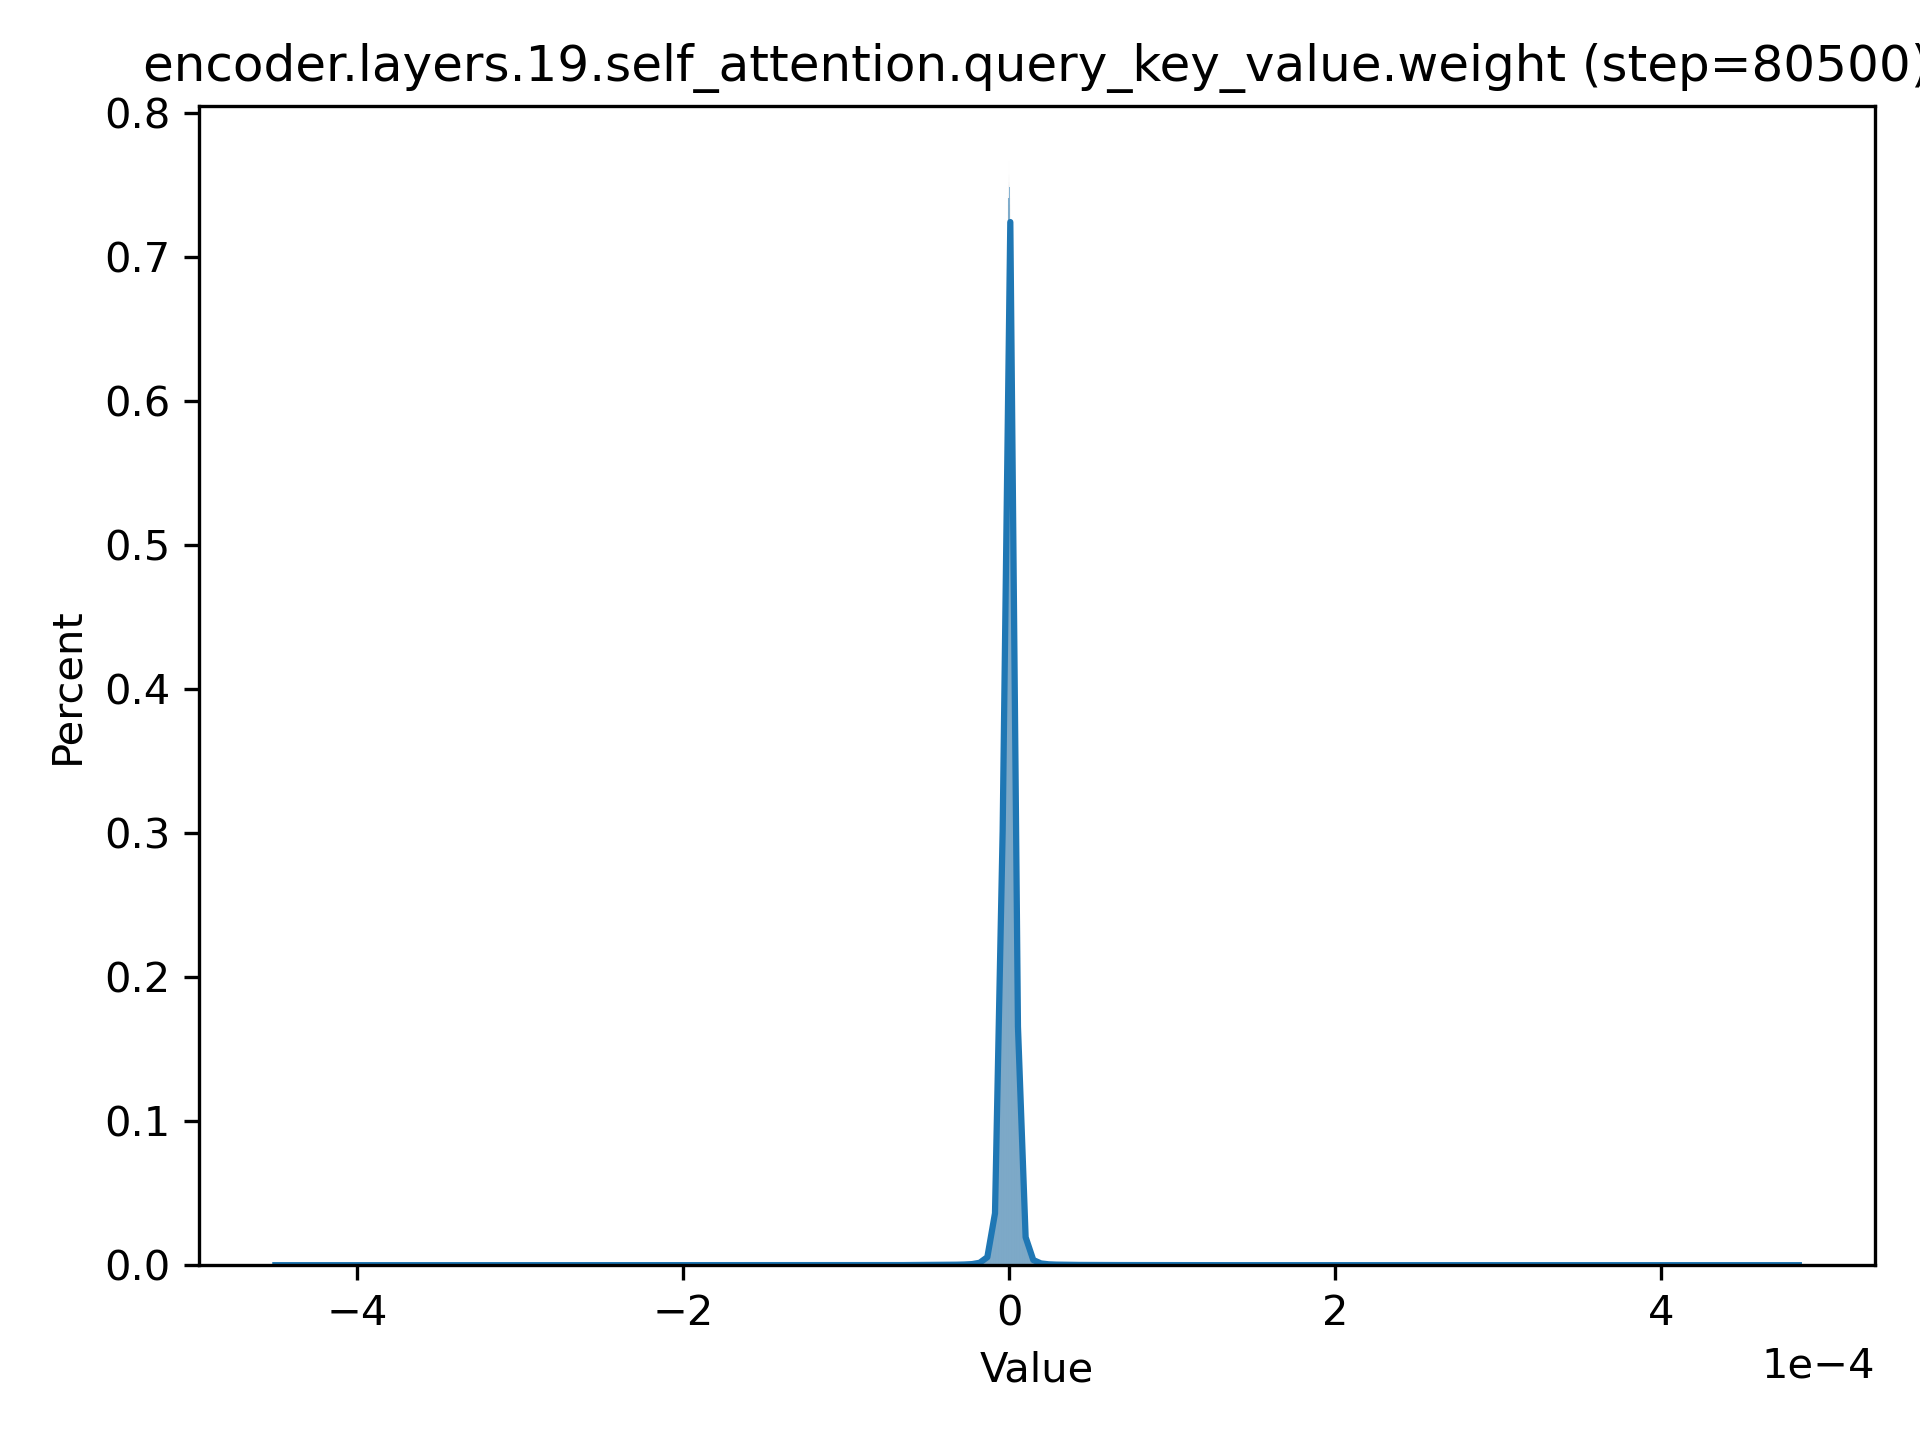 encoder.layers.19.self_attention.query_key_value.weight (step=80500)
0.8
0.7
0.6
0.5
0.4
0.3
0.2
0.1
0.0
Percent
−4 −2 0 2 4
Value
1e−4